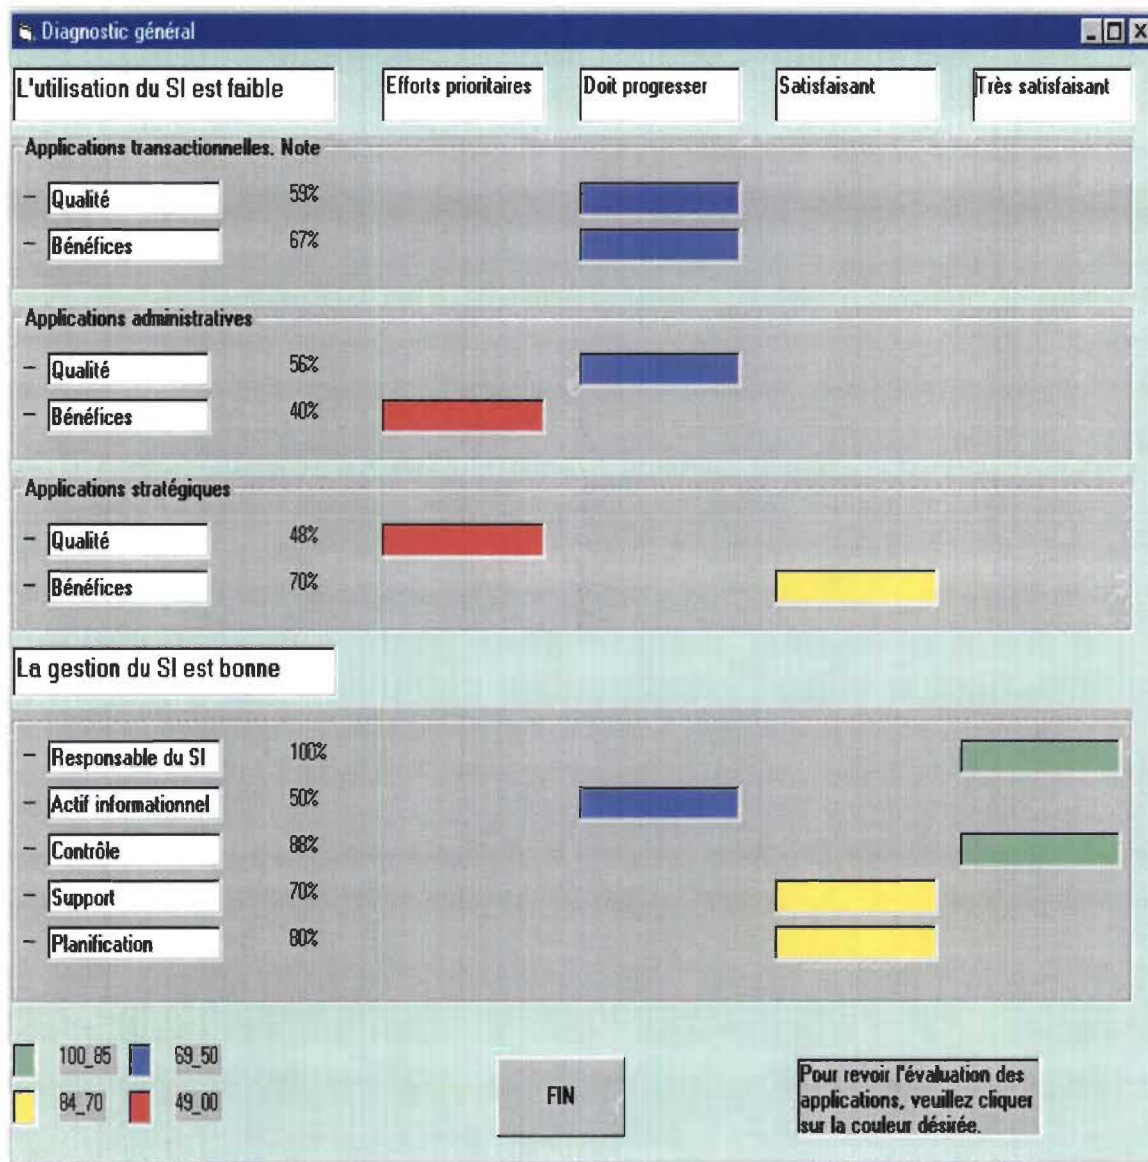 Diagnostic général
L'utilisation du SI est faible Efforts prioritaires Doit progresser Satisfaisant Très satisfaisant
Applications transactionnelles. Note
– Qualité 59%
– Bénéfices 67%
Applications administratives
– Qualité 56%
– Bénéfices 40%
Applications stratégiques
– Qualité 48%
– Bénéfices 70%
La gestion du SI est bonne
– Responsable du SI 100%
– Actif informationnel 50%
– Contrôle 88%
– Support 70%
– Planification 80%
100_85 69_50
84_70 49_00
FIN
Pour revoir l'évaluation des
applications, veuillez cliquer
sur la couleur désirée.